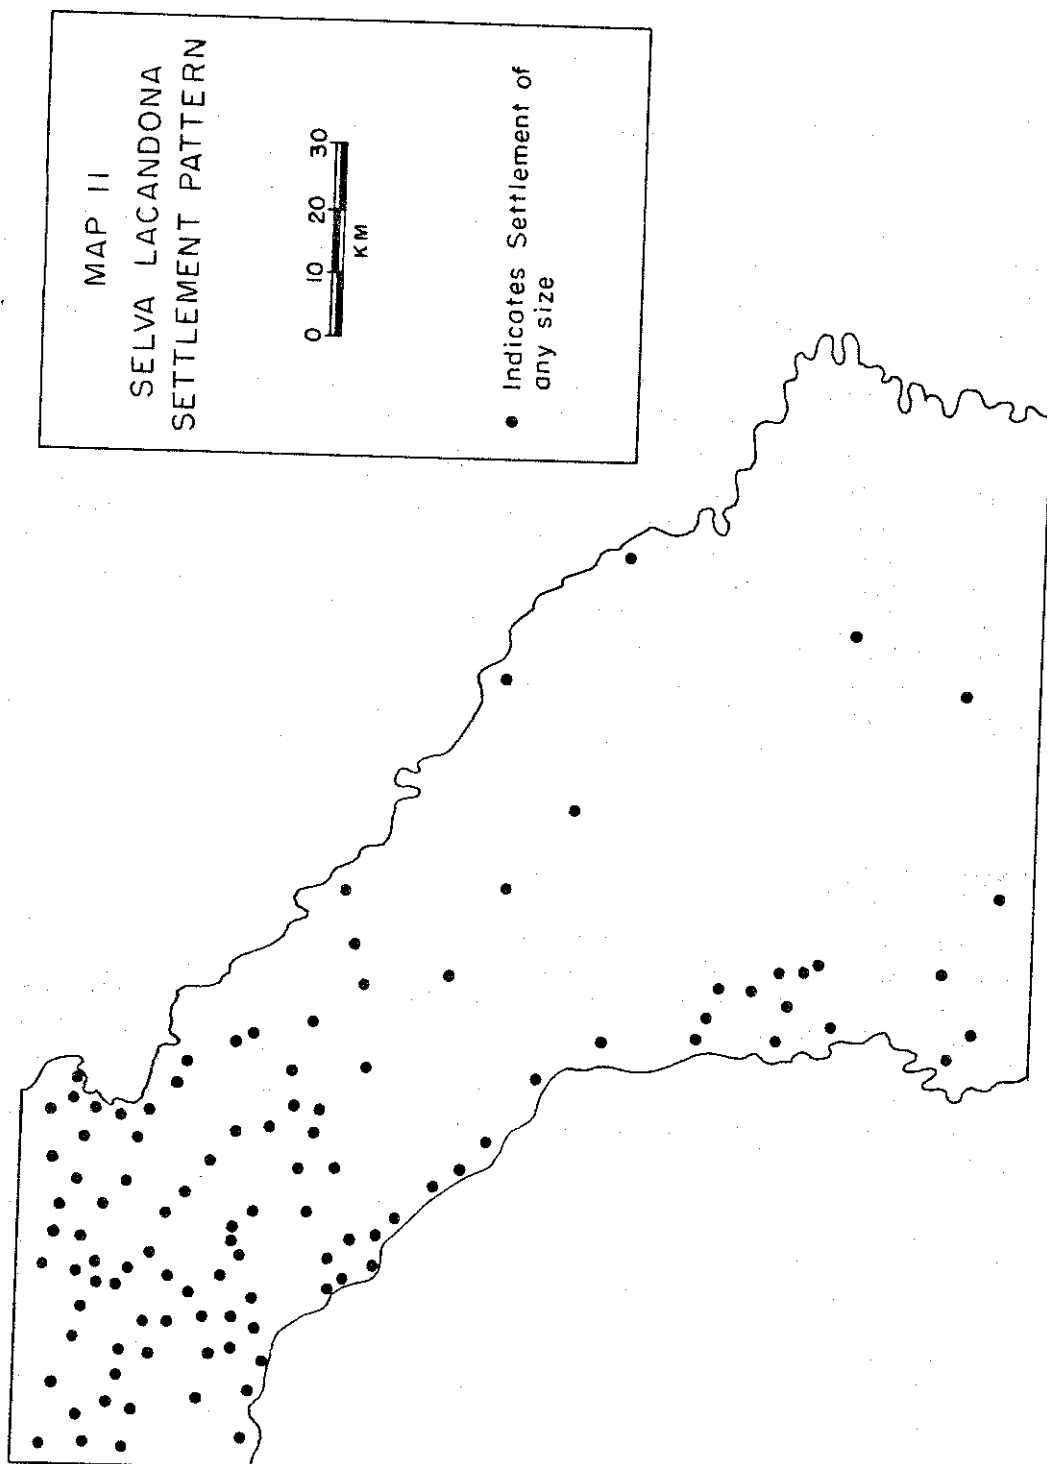 MAP II
SELVA LACANDONA
SETTLEMENT PATTERN
0 10 20 30
KM
Indicates Settlement of
any size